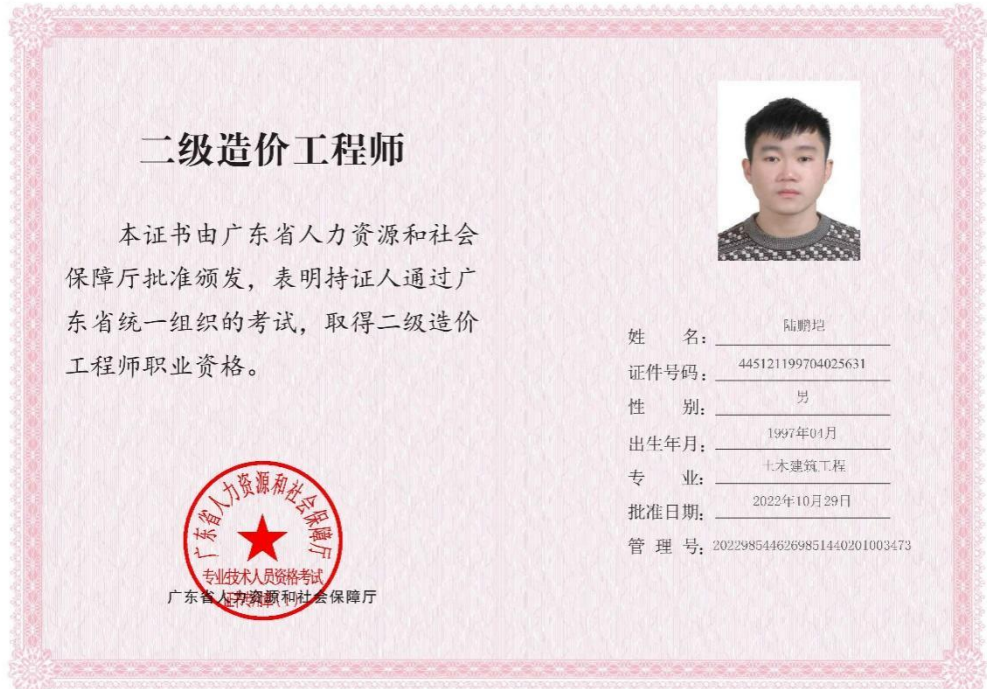 二级造价工程师
本证书由广东省人力资源和社会
保障厅批准颁发，表明持证人通过广
东省统一组织的考试，取得二级造价
工程师职业资格。
广东省人力资源和社会保障厅
专业技术人员资格考试
广东省人力资源和社会保障厅
姓 名：陆鹏垲
证件号码：445121199704025631
性 别：男
出生年月：1997年04月
专 业：土木建筑工程
批准日期：2022年10月29日
管 理 号：2022985446269851440201003473